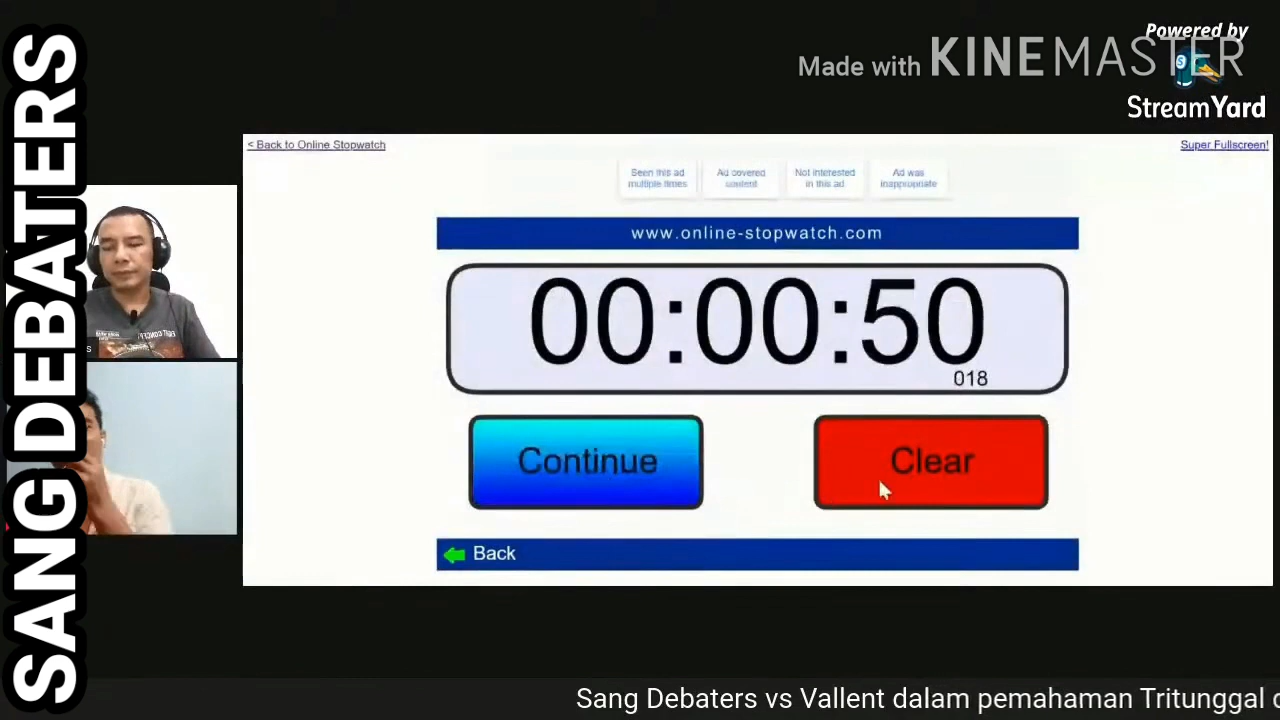 SANG DEBATERS
Powered by
Made with KINEMASTER
StreamYard
< Back to Online Stopwatch
Super Fullscreen!
Seen this ad multiple times
Ad covered content
Not interested in this ad
Ad was inappropriate
www.online-stopwatch.com
00:00:50
018
Continue
Clear
Back
Sang Debaters vs Vallent dalam pemahaman Tritunggal